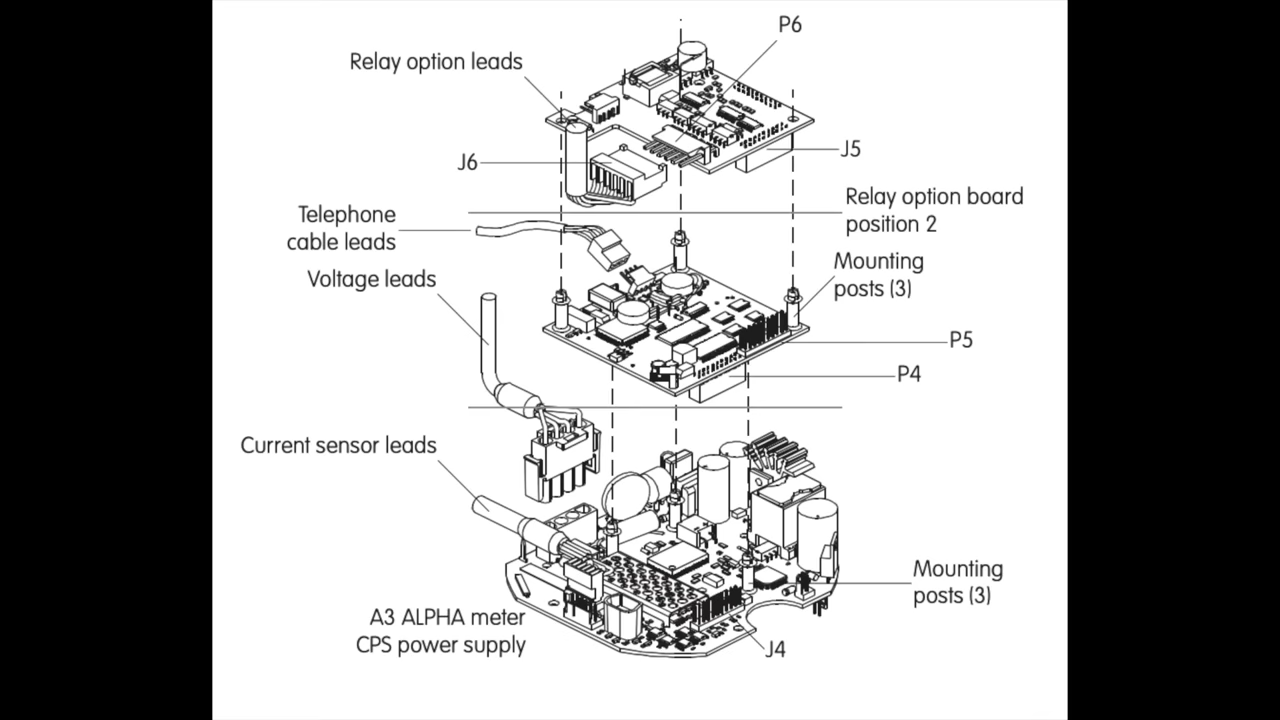 P6
Relay option leads
J6
J5
Relay option board
position 2
Telephone
cable leads
Mounting
posts (3)
Voltage leads
P5
P4
Current sensor leads
Mounting
posts (3)
A3 ALPHA meter
CPS power supply
J4